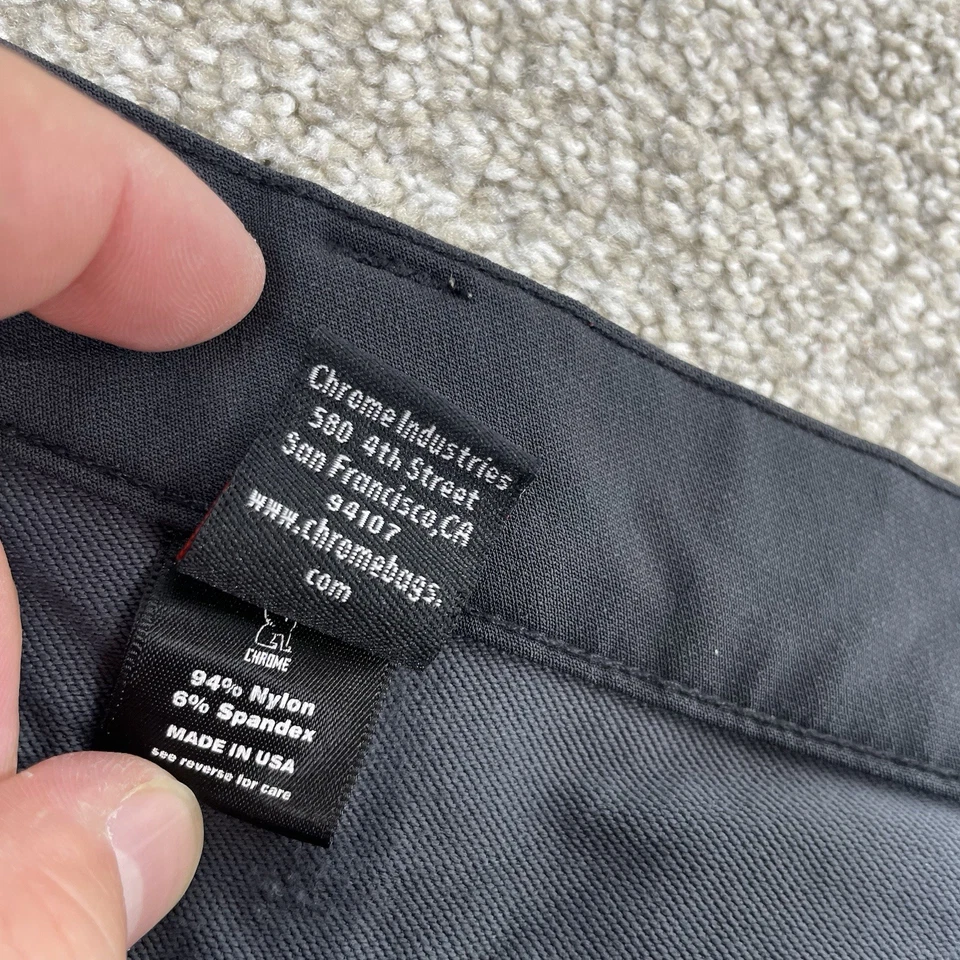 Chrome Industries
580 4th Street
San Francisco,CA
94107
www.chromebags.
com
CHROME
94% Nylon
6% Spandex
MADE IN USA
see reverse for care